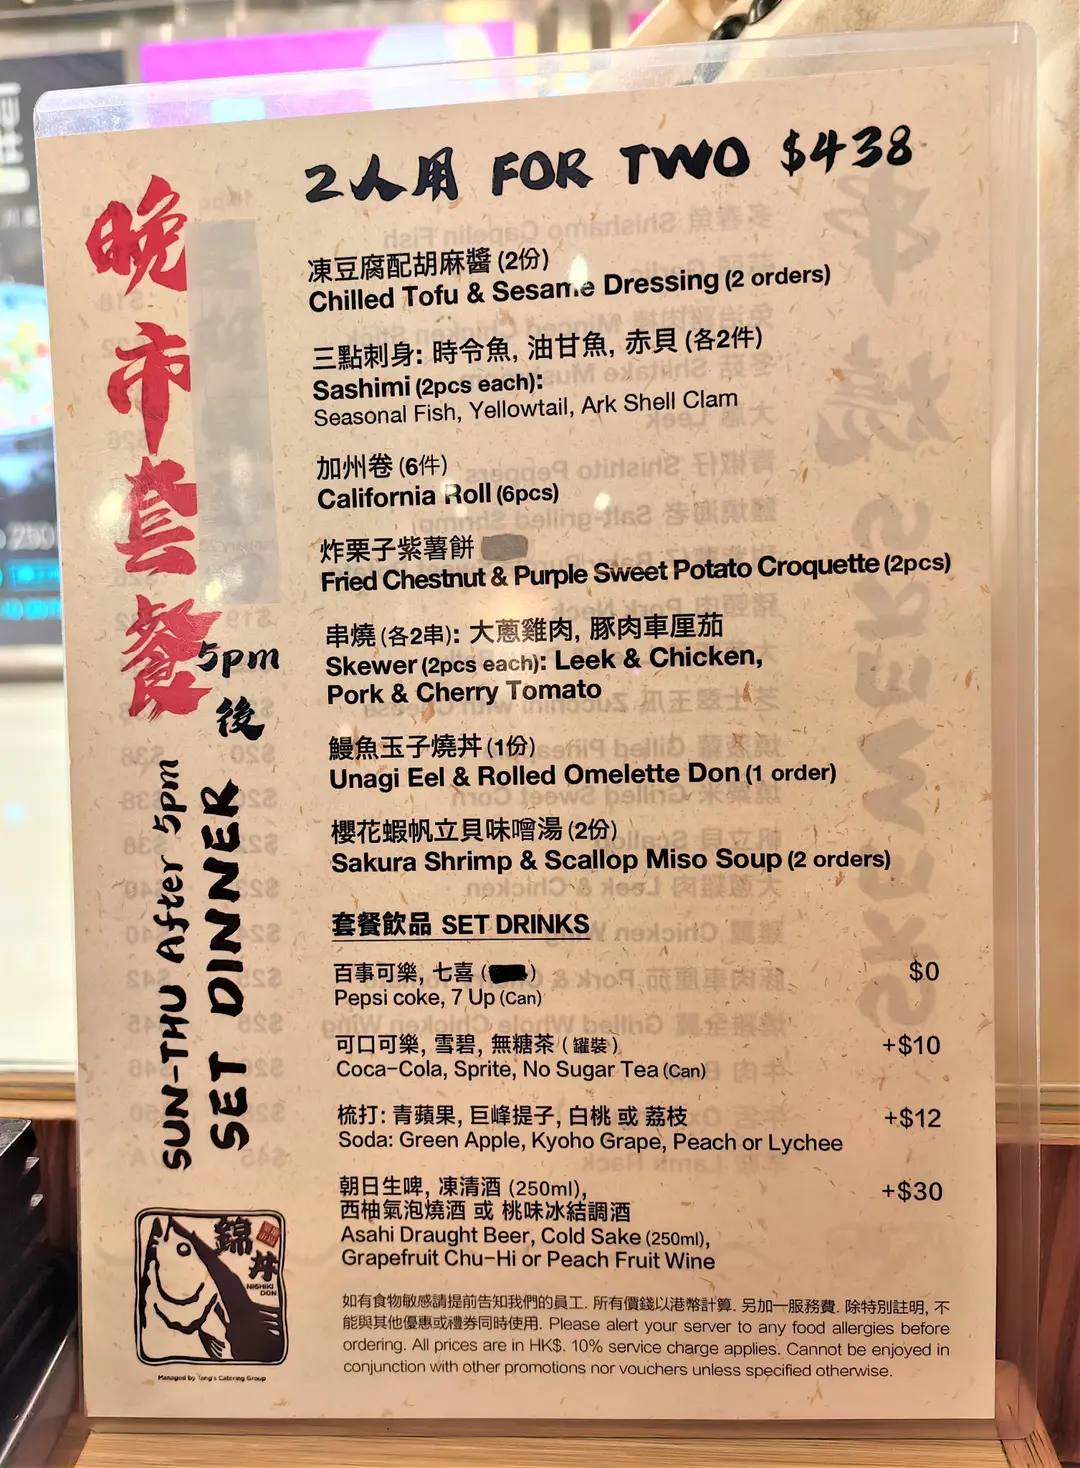 2人用 FOR TWO $438
晚市套餐
5pm
後
SUN-THU After 5pm
SET DINNER
凍豆腐配胡麻醬 (2份)
Chilled Tofu & Sesame Dressing (2 orders)
三點刺身: 時令魚, 油甘魚, 赤貝 (各2件)
Sashimi (2pcs each):
Seasonal Fish, Yellowtail, Ark Shell Clam
加州卷 (6件)
California Roll (6pcs)
炸栗子紫薯餅
Fried Chestnut & Purple Sweet Potato Croquette (2pcs)
串燒 (各2串): 大蔥雞肉, 豚肉車厘茄
Skewer (2pcs each): Leek & Chicken,
Pork & Cherry Tomato
鰻魚玉子燒丼 (1份)
Unagi Eel & Rolled Omelette Don (1 order)
櫻花蝦帆立貝味噌湯 (2份)
Sakura Shrimp & Scallop Miso Soup (2 orders)
套餐飲品 SET DRINKS
百事可樂, 七喜 ( ) $0
Pepsi coke, 7 Up (Can)
可口可樂, 雪碧, 無糖茶 ( 罐裝 ) +$10
Coca-Cola, Sprite, No Sugar Tea (Can)
梳打: 青蘋果, 巨峰提子, 白桃 或 荔枝 +$12
Soda: Green Apple, Kyoho Grape, Peach or Lychee
朝日生啤, 凍清酒 (250ml), +$30
西柚氣泡燒酒 或 桃味冰結調酒
Asahi Draught Beer, Cold Sake (250ml),
Grapefruit Chu-Hi or Peach Fruit Wine
如有食物敏感請提前告知我們的員工. 所有價錢以港幣計算. 另加一服務費. 除特別註明, 不
能與其他優惠或禮券同時使用. Please alert your server to any food allergies before
ordering. All prices are in HK$. 10% service charge applies. Cannot be enjoyed in
conjunction with other promotions nor vouchers unless specified otherwise.
錦丼
NISHIKI
DON
Managed by Tang's Catering Group